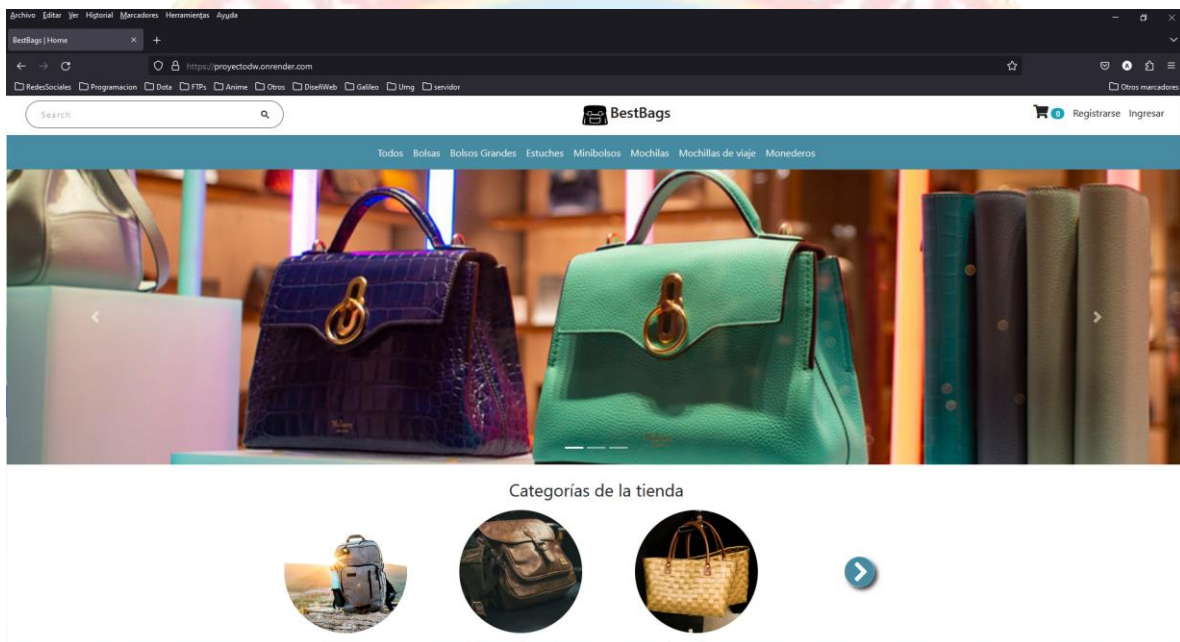 Archivo Editar Ver Historial Marcadores Herramientas Ayuda
BestBags | Home
https://proyectodw.onrender.com
RedesSociales Programacion Dota FTPs Anime Otros DiseñWeb Galileo Umg servidor Otros marcadores
Search BestBags 0 Registrarse Ingresar
Todos Bolsas Bolsos Grandes Estuches Minibolsos Mochilas Mochillas de viaje Monederos
Categorías de la tienda